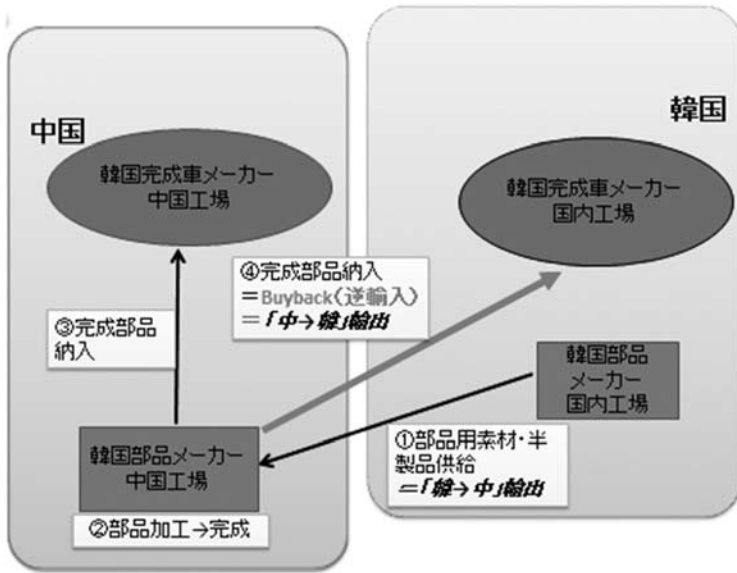 中国
韓国完成車メーカー
中国工場
④完成部品納入
＝Buyback(逆輸入)
＝「中→韓」輸出
③完成部品
納入
韓国部品メーカー
中国工場
②部品加工→完成
韓国
韓国完成車メーカー
国内工場
韓国部品
メーカー
国内工場
①部品用素材・半
製品供給
＝「韓→中」輸出